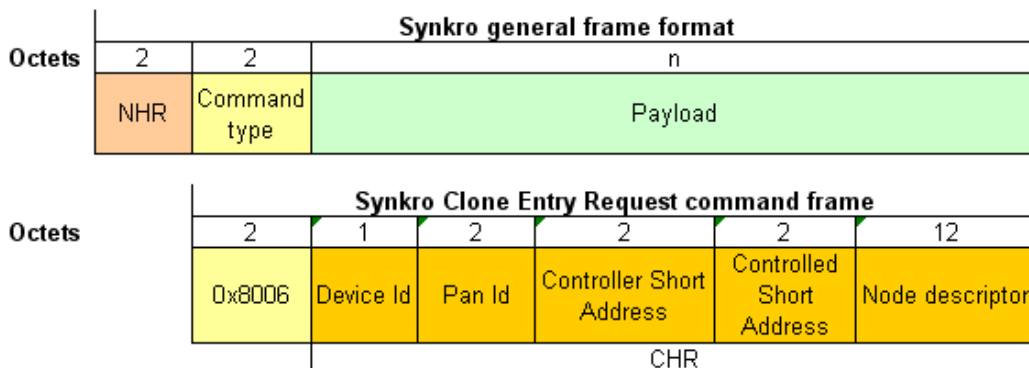 Synkro general frame format
Octets 2 2 n
NHR Command type Payload
Synkro Clone Entry Request command frame
Octets 2 1 2 2 2 12
0x8006 Device Id Pan Id Controller Short Address Controlled Short Address Node descriptor
CHR